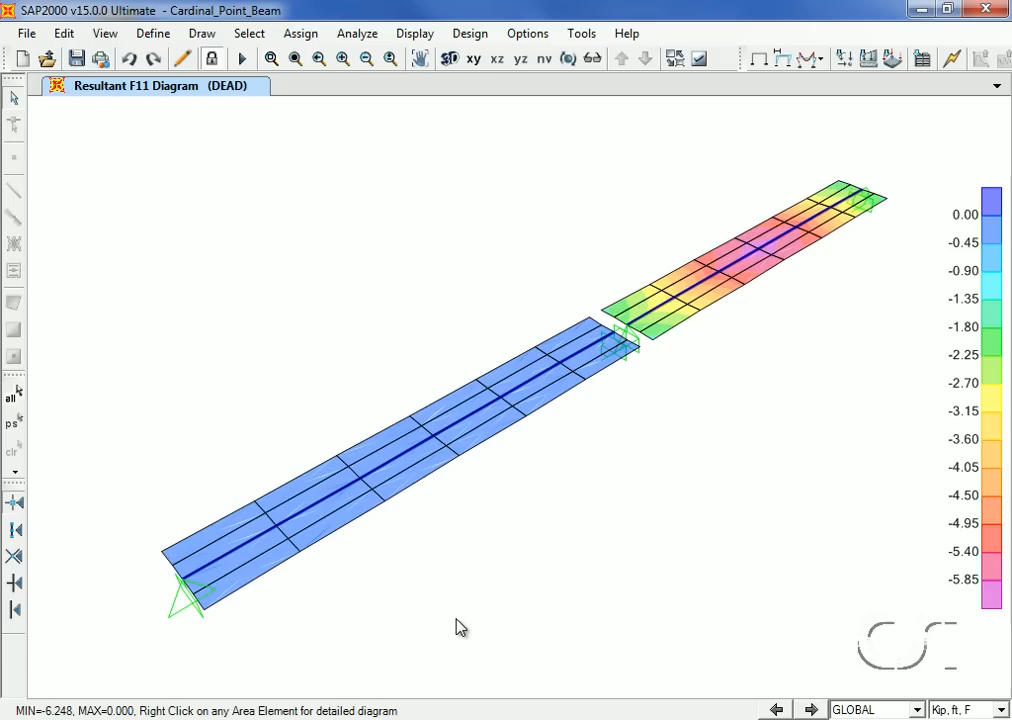 SAP2000 v15.0.0 Ultimate - Cardinal_Point_Beam
File Edit View Define Draw Select Assign Analyze Display Design Options Tools Help
3D xy xz yz nv
Resultant F11 Diagram (DEAD)
0.00
-0.45
-0.90
-1.35
-1.80
-2.25
-2.70
-3.15
-3.60
-4.05
-4.50
-4.95
-5.40
-5.85
all
ps
clr
CSI
MIN=-6.248, MAX=0.000, Right Click on any Area Element for detailed diagram
GLOBAL
Kip, ft, F